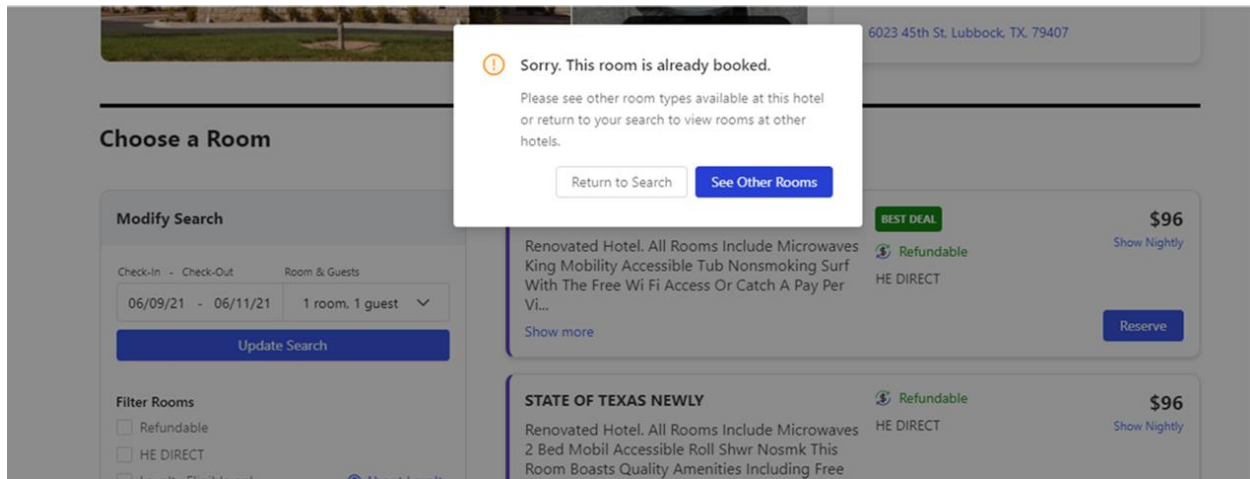 6023 45th St, Lubbock, TX, 79407
Sorry. This room is already booked.
Please see other room types available at this hotel
or return to your search to view rooms at other
hotels.
Return to Search
See Other Rooms
Choose a Room
Modify Search
Check-In - Check-Out
Room & Guests
06/09/21 - 06/11/21
1 room, 1 guest
Update Search
Filter Rooms
Refundable
HE DIRECT
Renovated Hotel. All Rooms Include Microwaves
King Mobility Accessible Tub Nonsmoking Surf
With The Free Wi Fi Access Or Catch A Pay Per
Vi...
Show more
BEST DEAL
Refundable
HE DIRECT
$96
Show Nightly
Reserve
STATE OF TEXAS NEWLY
Renovated Hotel. All Rooms Include Microwaves
2 Bed Mobil Accessible Roll Shwr Nosmk This
Room Boasts Quality Amenities Including Free
Refundable
HE DIRECT
$96
Show Nightly